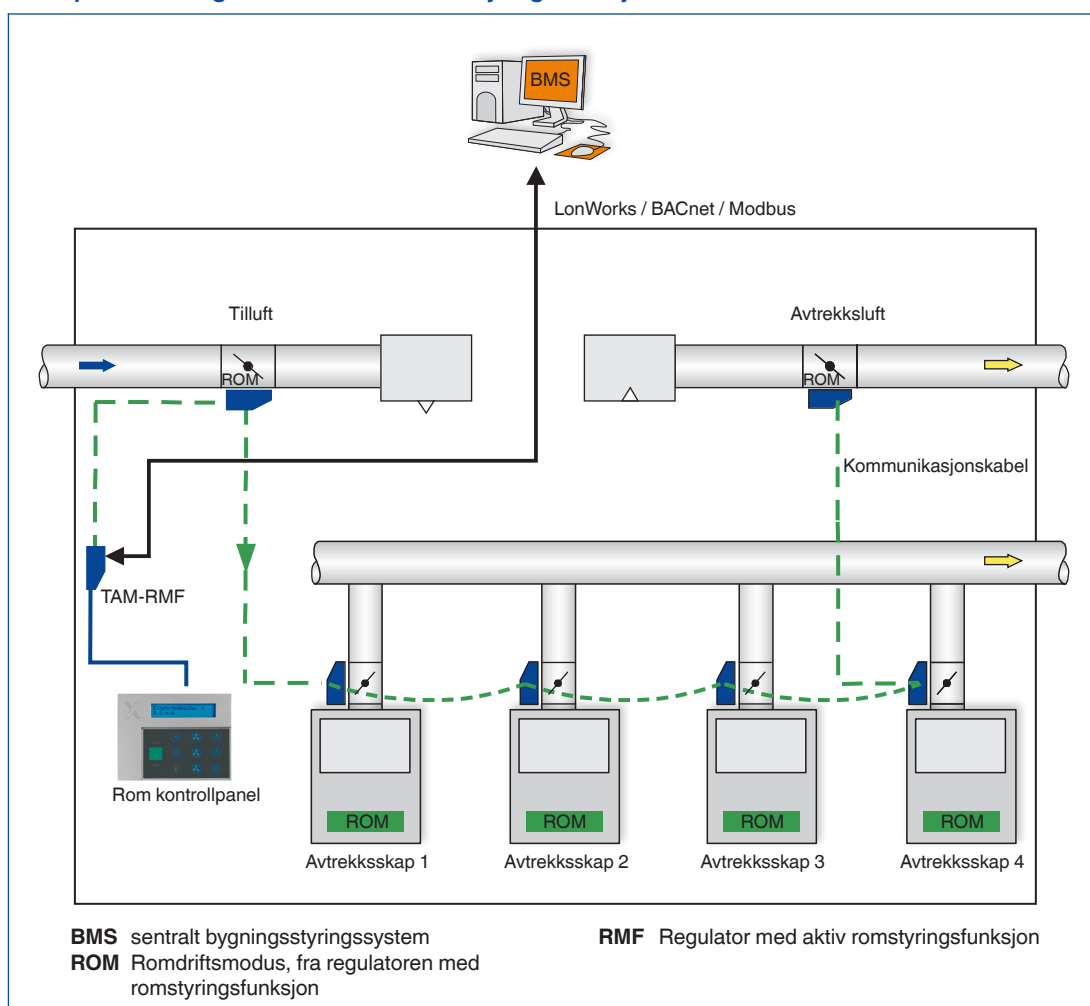 BMS
LonWorks / BACnet / Modbus
Tilluft
Avtrekksluft
ROM
ROM
Kommunikasjonskabel
TAM-RMF
Rom kontrollpanel
ROM
ROM
ROM
ROM
Avtrekksskap 1
Avtrekksskap 2
Avtrekksskap 3
Avtrekksskap 4
BMS sentralt bygningsstyringssystem
ROM Romdriftsmodus, fra regulatoren med
romstyringsfunksjon
RMF Regulator med aktiv romstyringsfunksjon